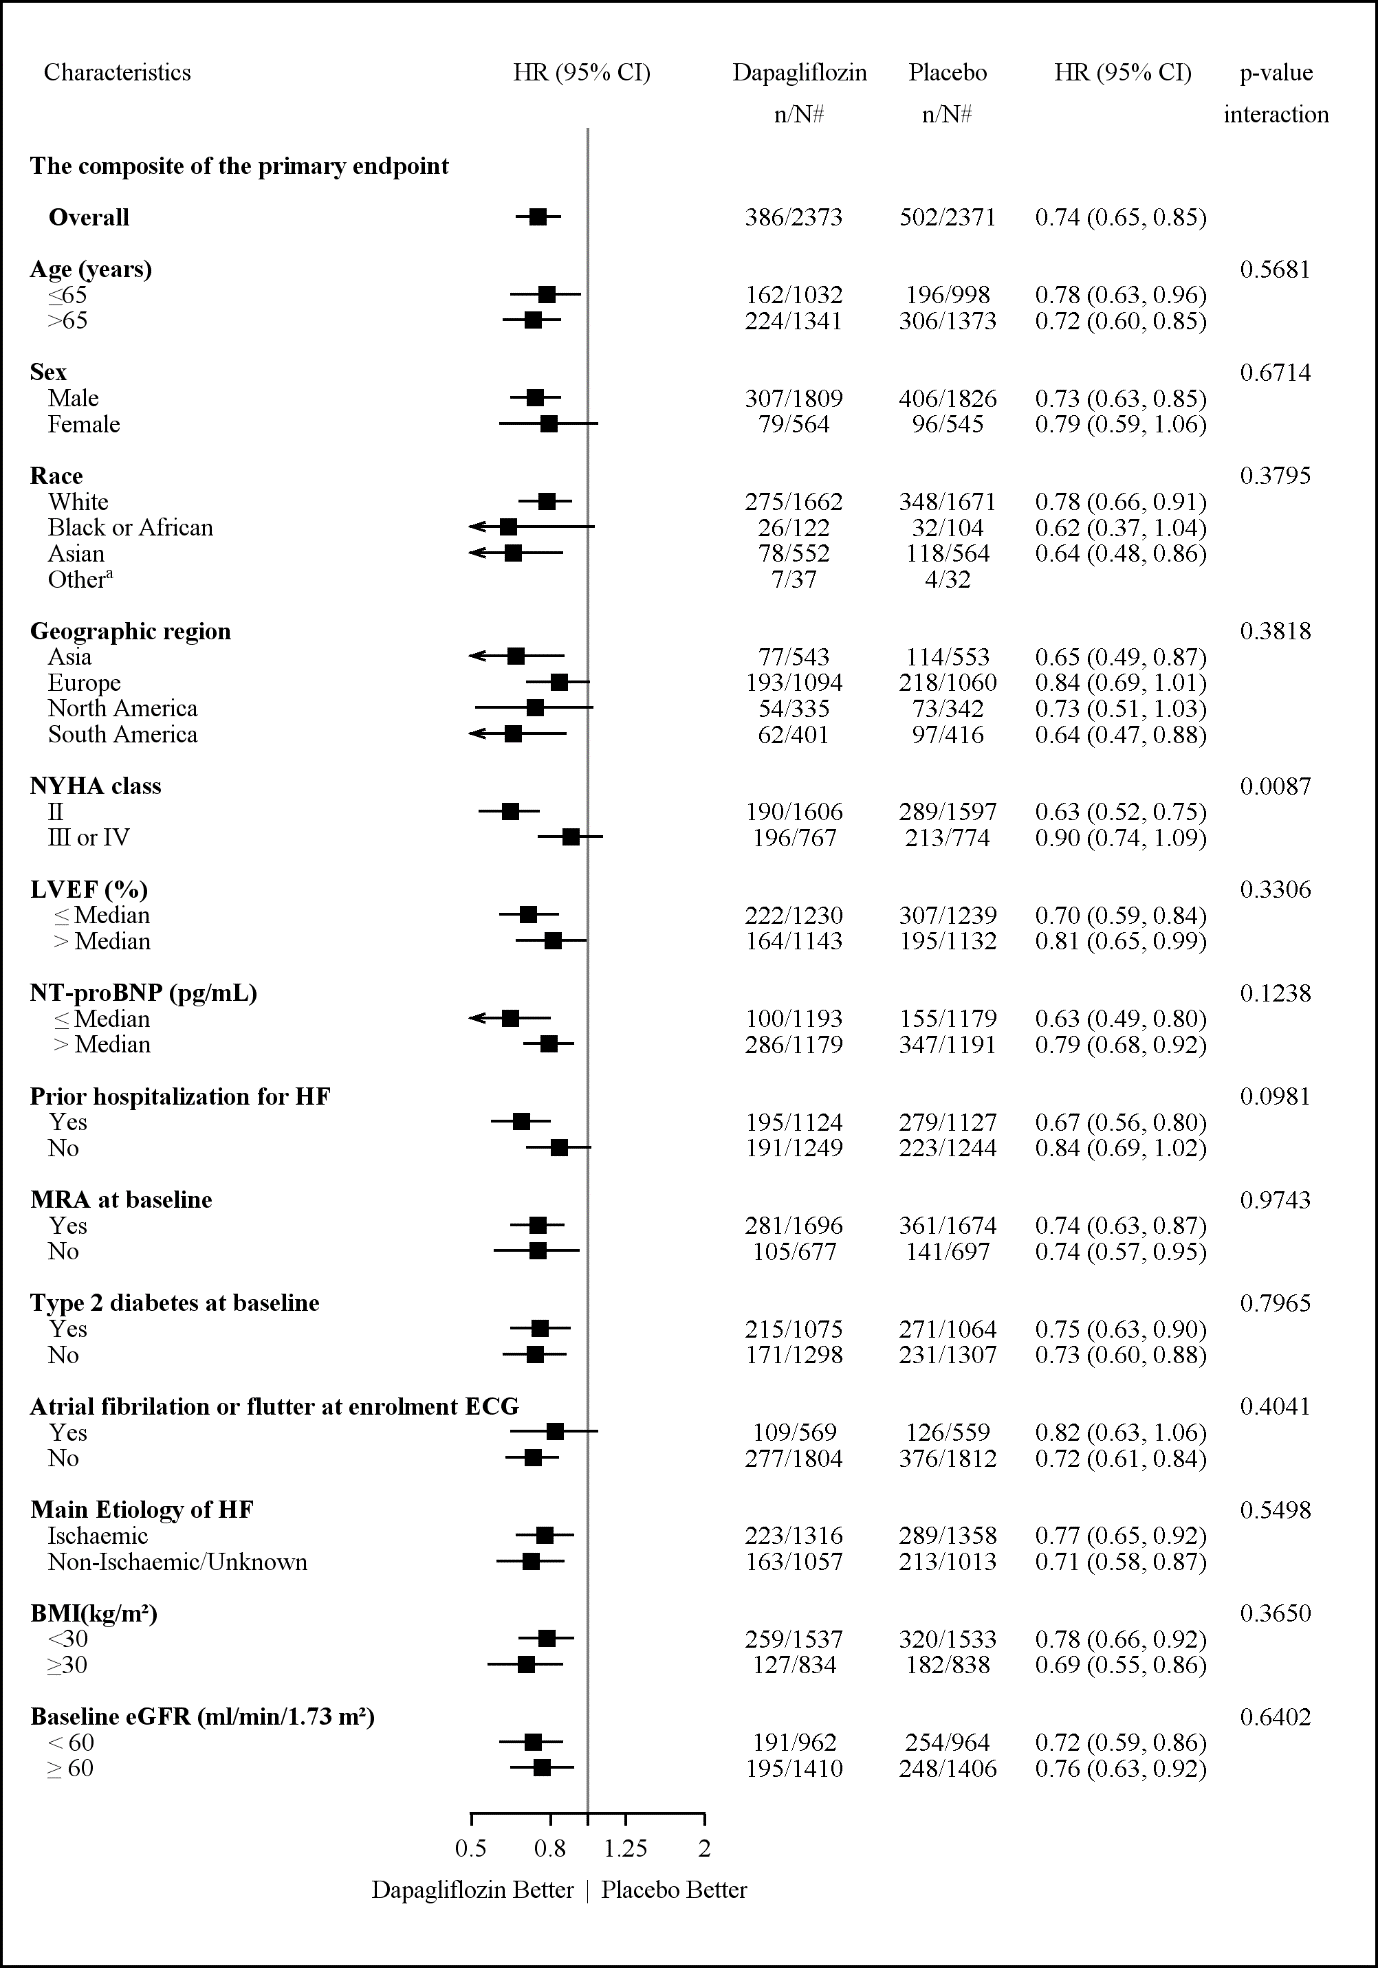 Characteristics HR (95% CI) Dapagliflozin Placebo HR (95% CI) p-value
n/N# n/N# interaction
The composite of the primary endpoint
Overall 386/2373 502/2371 0.74 (0.65, 0.85)
Age (years) 0.5681
≤65 162/1032 196/998 0.78 (0.63, 0.96)
>65 224/1341 306/1373 0.72 (0.60, 0.85)
Sex 0.6714
Male 307/1809 406/1826 0.73 (0.63, 0.85)
Female 79/564 96/545 0.79 (0.59, 1.06)
Race 0.3795
White 275/1662 348/1671 0.78 (0.66, 0.91)
Black or African 26/122 32/104 0.62 (0.37, 1.04)
Asian 78/552 118/564 0.64 (0.48, 0.86)
Otherᵃ 7/37 4/32
Geographic region 0.3818
Asia 77/543 114/553 0.65 (0.49, 0.87)
Europe 193/1094 218/1060 0.84 (0.69, 1.01)
North America 54/335 73/342 0.73 (0.51, 1.03)
South America 62/401 97/416 0.64 (0.47, 0.88)
NYHA class 0.0087
II 190/1606 289/1597 0.63 (0.52, 0.75)
III or IV 196/767 213/774 0.90 (0.74, 1.09)
LVEF (%) 0.3306
≤ Median 222/1230 307/1239 0.70 (0.59, 0.84)
> Median 164/1143 195/1132 0.81 (0.65, 0.99)
NT-proBNP (pg/mL) 0.1238
≤ Median 100/1193 155/1179 0.63 (0.49, 0.80)
> Median 286/1179 347/1191 0.79 (0.68, 0.92)
Prior hospitalization for HF 0.0981
Yes 195/1124 279/1127 0.67 (0.56, 0.80)
No 191/1249 223/1244 0.84 (0.69, 1.02)
MRA at baseline 0.9743
Yes 281/1696 361/1674 0.74 (0.63, 0.87)
No 105/677 141/697 0.74 (0.57, 0.95)
Type 2 diabetes at baseline 0.7965
Yes 215/1075 271/1064 0.75 (0.63, 0.90)
No 171/1298 231/1307 0.73 (0.60, 0.88)
Atrial fibrilation or flutter at enrolment ECG 0.4041
Yes 109/569 126/559 0.82 (0.63, 1.06)
No 277/1804 376/1812 0.72 (0.61, 0.84)
Main Etiology of HF 0.5498
Ischaemic 223/1316 289/1358 0.77 (0.65, 0.92)
Non-Ischaemic/Unknown 163/1057 213/1013 0.71 (0.58, 0.87)
BMI(kg/m²) 0.3650
<30 259/1537 320/1533 0.78 (0.66, 0.92)
≥30 127/834 182/838 0.69 (0.55, 0.86)
Baseline eGFR (ml/min/1.73 m²) 0.6402
< 60 191/962 254/964 0.72 (0.59, 0.86)
≥ 60 195/1410 248/1406 0.76 (0.63, 0.92)
0.5 0.8 1.25 2
Dapagliflozin Better | Placebo Better